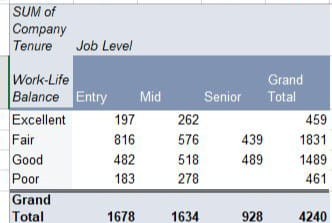 SUM of
Company
Tenure Job Level
Work-Life Grand
Balance Entry Mid Senior Total
Excellent 197 262 459
Fair 816 576 439 1831
Good 482 518 489 1489
Poor 183 278 461
Grand
Total 1678 1634 928 4240